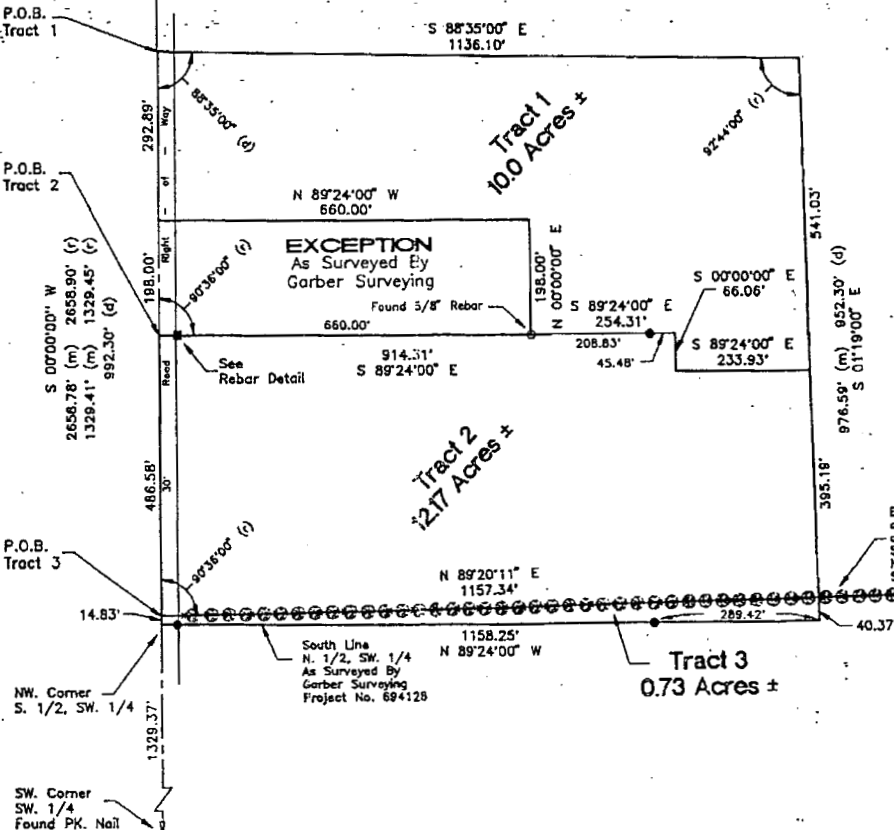 P.O.B.
Tract 1
S 88°35'00" E
1136.10'
88°35'00" (d)
92°44'00" (r)
292.89'
Tract 1
10.0 Acres ±
P.O.B.
Tract 2
30' Road Right - of - Way
N 89°24'00" W
660.00'
EXCEPTION
As Surveyed By
Garber Surveying
90°36'00" (r)
198.00'
198.00'
N 00°00'00" E
541.03'
Found 5/8" Rebar
S 89°24'00" E
254.31'
S 00°00'00" E
66.06'
660.00'
208.83'
45.48'
S 89°24'00" E
233.93'
914.31'
S 89°24'00" E
See
Rebar Detail
S 00°00'00" W
2658.78' (m) 2658.90' (r)
1329.41' (m) 1329.45' (r)
992.30' (d)
976.59' (m) 952.30' (d)
S 01°19'00" E
Tract 2
12.17 Acres ±
486.58'
395.19'
P.O.B.
Tract 3
90°36'00" (r)
N 89°20'11" E
1157.34'
14.83'
289.42'
40.37
1158.25'
N 89°24'00" W
South Line
N. 1/2, SW. 1/4
As Surveyed By
Garber Surveying
Project No. 694128
Tract 3
0.73 Acres ±
NW. Corner
S. 1/2, SW. 1/4
1329.37'
SW. Corner
SW. 1/4
Found PK. Nail